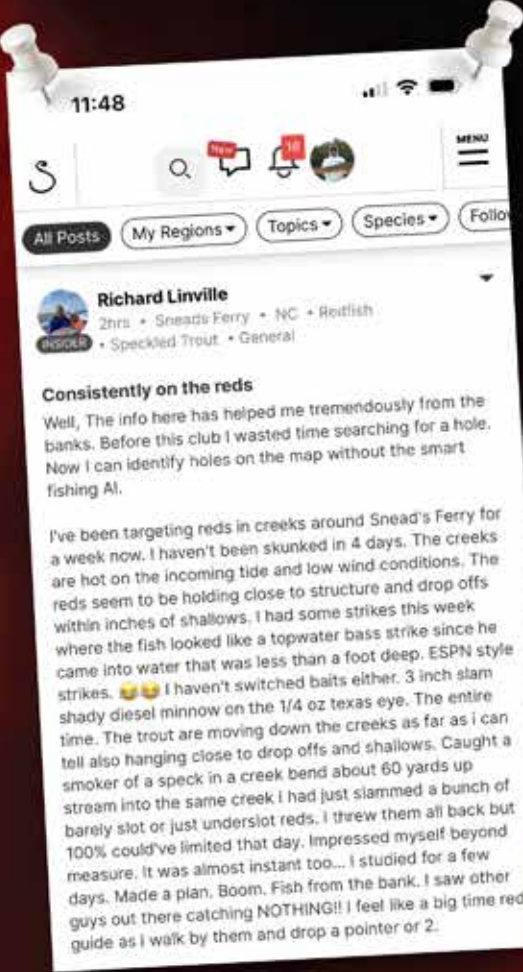 11:48
S
New
18
MENU
All Posts
My Regions
Topics
Species
Follo
Richard Linville
2hrs • Sneads Ferry • NC • Redfish
INSIDER • Speckled Trout • General
Consistently on the reds
Well, The info here has helped me tremendously from the
banks. Before this club I wasted time searching for a hole.
Now I can identify holes on the map without the smart
fishing AI.
I've been targeting reds in creeks around Snead's Ferry for
a week now. I haven't been skunked in 4 days. The creeks
are hot on the incoming tide and low wind conditions. The
reds seem to be holding close to structure and drop offs
within inches of shallows. I had some strikes this week
where the fish looked like a topwater bass strike since he
came into water that was less than a foot deep. ESPN style
strikes. 😂😂 I haven't switched baits either. 3 inch slam
shady diesel minnow on the 1/4 oz texas eye. The entire
time. The trout are moving down the creeks as far as i can
tell also hanging close to drop offs and shallows. Caught a
smoker of a speck in a creek bend about 60 yards up
stream into the same creek I had just slammed a bunch of
barely slot or just underslot reds. I threw them all back but
100% could've limited that day. Impressed myself beyond
measure. It was almost instant too... I studied for a few
days. Made a plan. Boom. Fish from the bank. I saw other
guys out there catching NOTHING!! I feel like a big time red
guide as I walk by them and drop a pointer or 2.